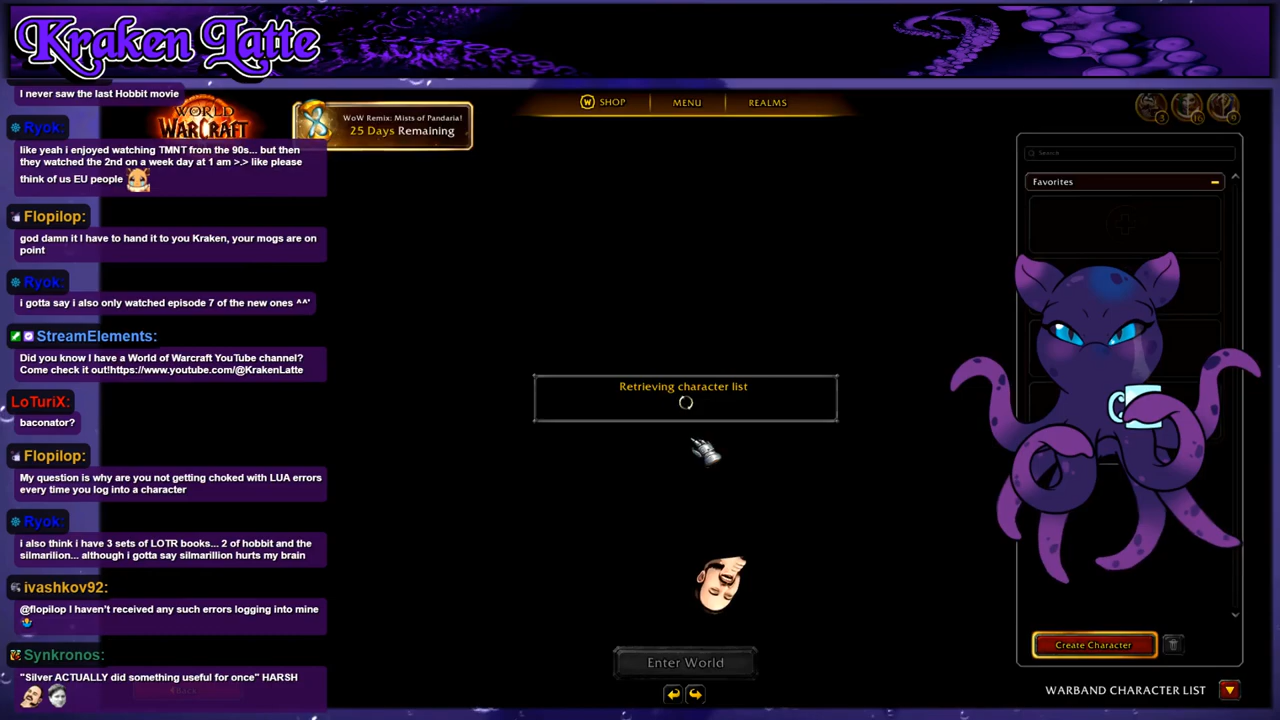 Kraken Latte
I never saw the last Hobbit movie
WORLD
WARCRAFT
WoW Remix: Mists of Pandaria!
25 Days Remaining
SHOP
MENU
REALMS
3
16
9
Search
Favorites
Ryok:
like yeah i enjoyed watching TMNT from the 90s... but then
they watched the 2nd on a week day at 1 am >.> like please
think of us EU people
Flopilop:
god damn it I have to hand it to you Kraken, your mogs are on
point
Ryok:
i gotta say i also only watched episode 7 of the new ones ^^'
StreamElements:
Did you know I have a World of Warcraft YouTube channel?
Come check it out!https://www.youtube.com/@KrakenLatte
LoTuriX:
baconator?
Flopilop:
My question is why are you not getting choked with LUA errors
every time you log into a character
Ryok:
i also think i have 3 sets of LOTR books... 2 of hobbit and the
silmarilion... although i gotta say silmarillion hurts my brain
ivashkov92:
@flopilop I haven't received any such errors logging into mine
Synkronos:
"Silver ACTUALLY did something useful for once" HARSH
Back
Retrieving character list
Enter World
Create Character
WARBAND CHARACTER LIST